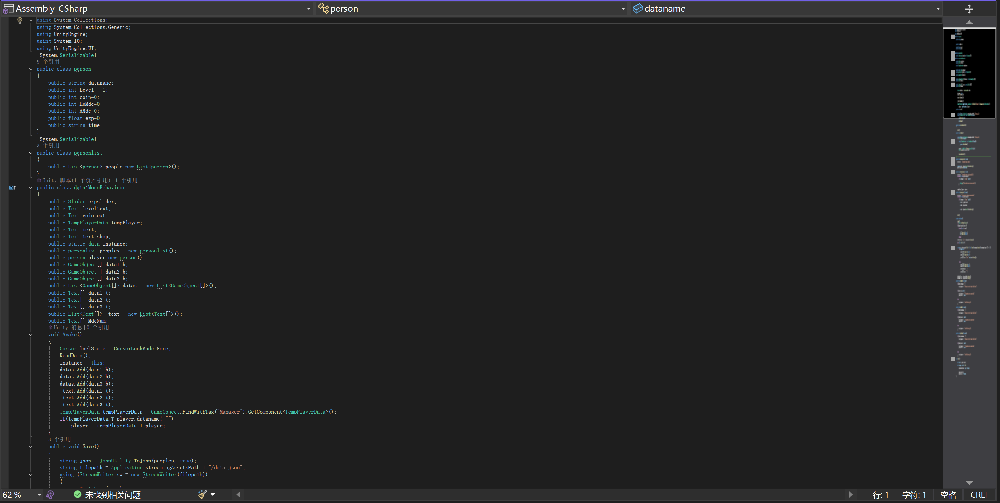 Assembly-CSharp
person
dataname
using System.Collections;
using System.Collections.Generic;
using UnityEngine;
using System.IO;
using UnityEngine.UI;
[System.Serializable]
9 个引用
public class person
{
public string dataname;
public int Level = 1;
public int coin=0;
public int HpMdc=0;
public int AMdc=0;
public float exp=0;
public string time;
}
[System.Serializable]
3 个引用
public class personlist
{
public List<person> people=new List<person>();
}
Unity 脚本(1 个资产引用)|1 个引用
public class data:MonoBehaviour
{
public Slider expslider;
public Text leveltext;
public Text cointext;
public TempPlayerData tempPlayer;
public Text text;
public Text text_shop;
public static data instance;
public personlist peoples = new personlist();
public person player=new person();
public GameObject[] data1_b;
public GameObject[] data2_b;
public GameObject[] data3_b;
public List<GameObject[]> datas = new List<GameObject[]>();
public Text[] data1_t;
public Text[] data2_t;
public Text[] data3_t;
public List<Text[]> _text = new List<Text[]>();
public Text[] MdcNum;
Unity 消息|0 个引用
void Awake()
{
Cursor.lockState = CursorLockMode.None;
ReadData();
instance = this;
datas.Add(data1_b);
datas.Add(data2_b);
datas.Add(data3_b);
_text.Add(data1_t);
_text.Add(data2_t);
_text.Add(data3_t);
TempPlayerData tempPlayerData = GameObject.FindWithTag("Manager").GetComponent<TempPlayerData>();
if(tempPlayerData.T_player.dataname!="")
player = tempPlayerData.T_player;
}
3 个引用
public void Save()
{
string json = JsonUtility.ToJson(peoples, true);
string filepath = Application.streamingAssetsPath + "/data.json";
using (StreamWriter sw = new StreamWriter(filepath))
{
62 %
未找到相关问题
行: 1
字符: 1
空格
CRLF